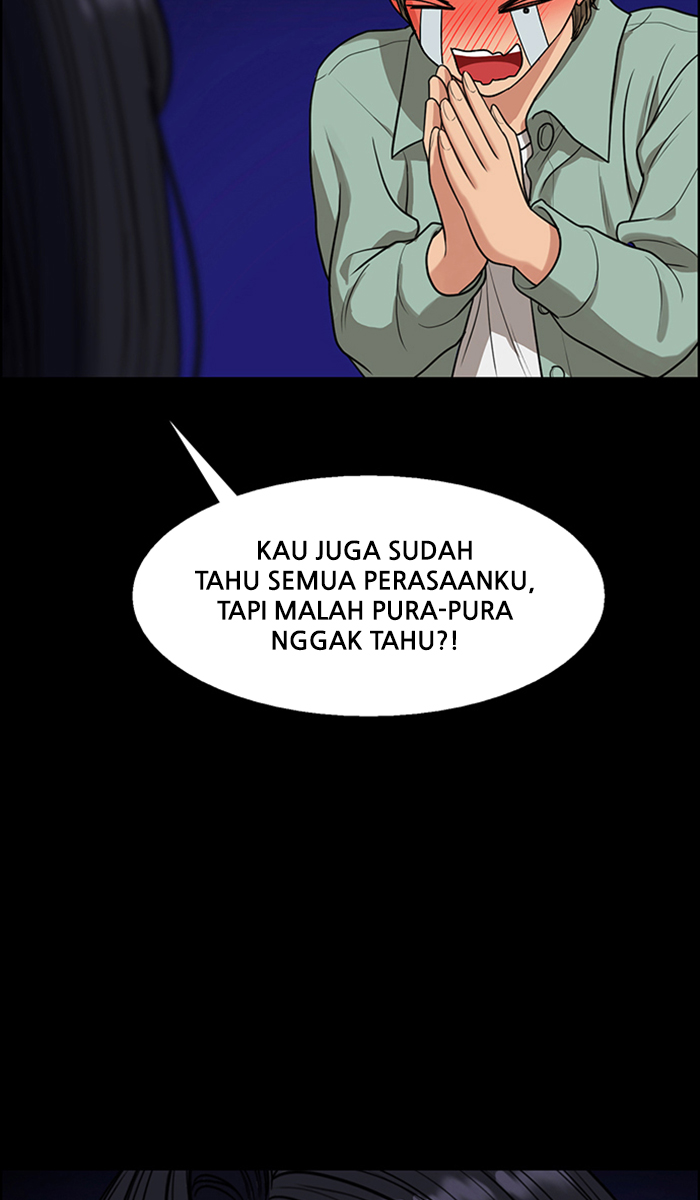 KAU JUGA SUDAH
TAHU SEMUA PERASAANKU,
TAPI MALAH PURA-PURA
NGGAK TAHU?!